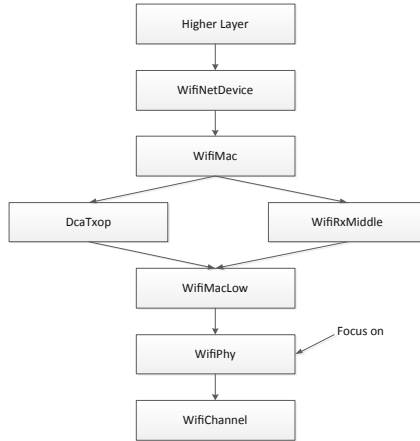 Higher Layer
WifiNetDevice
WifiMac
DcaTxop
WifiRxMiddle
WifiMacLow
Focus on
WifiPhy
WifiChannel